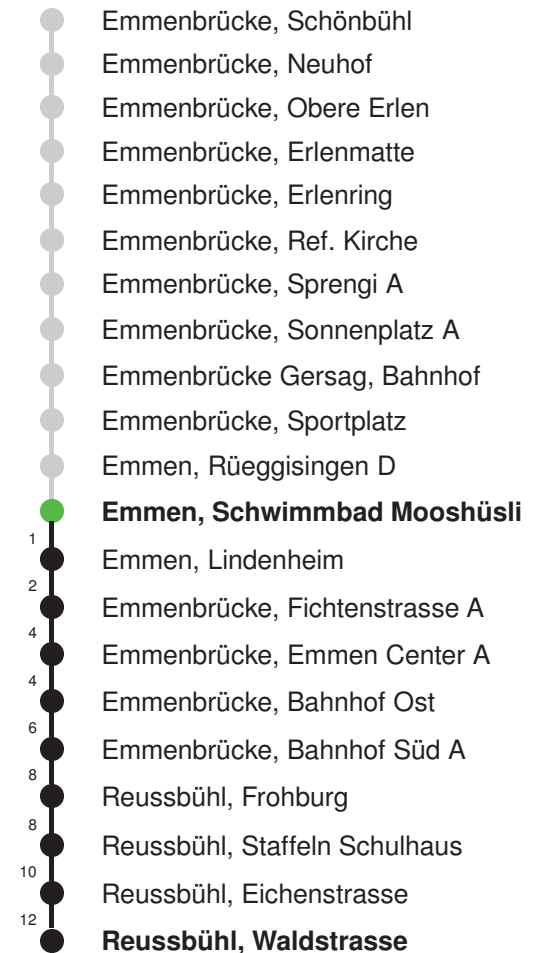 Emmenbrücke, Schönbühl
Emmenbrücke, Neuhof
Emmenbrücke, Obere Erlen
Emmenbrücke, Erlenmatte
Emmenbrücke, Erlenring
Emmenbrücke, Ref. Kirche
Emmenbrücke, Sprengi A
Emmenbrücke, Sonnenplatz A
Emmenbrücke Gersag, Bahnhof
Emmenbrücke, Sportplatz
Emmen, Rüeggisingen D
Emmen, Schwimmbad Mooshüsli
1 Emmen, Lindenheim
2 Emmenbrücke, Fichtenstrasse A
4 Emmenbrücke, Emmen Center A
4 Emmenbrücke, Bahnhof Ost
6 Emmenbrücke, Bahnhof Süd A
8 Reussbühl, Frohburg
8 Reussbühl, Staffeln Schulhaus
10 Reussbühl, Eichenstrasse
12 Reussbühl, Waldstrasse